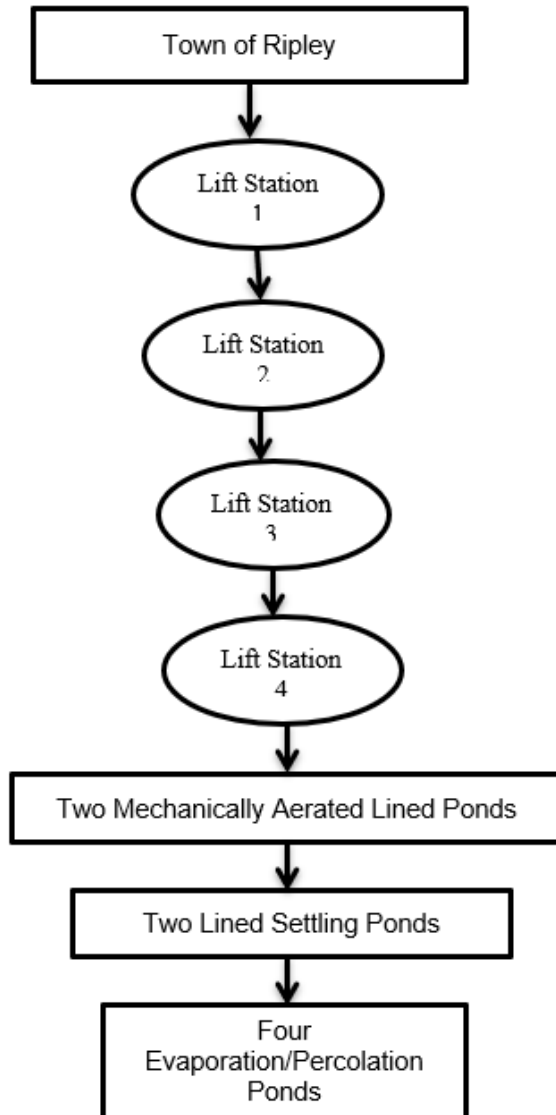 Town of Ripley
Lift Station
1
Lift Station
2
Lift Station
3
Lift Station
4
Two Mechanically Aerated Lined Ponds
Two Lined Settling Ponds
Four
Evaporation/Percolation
Ponds